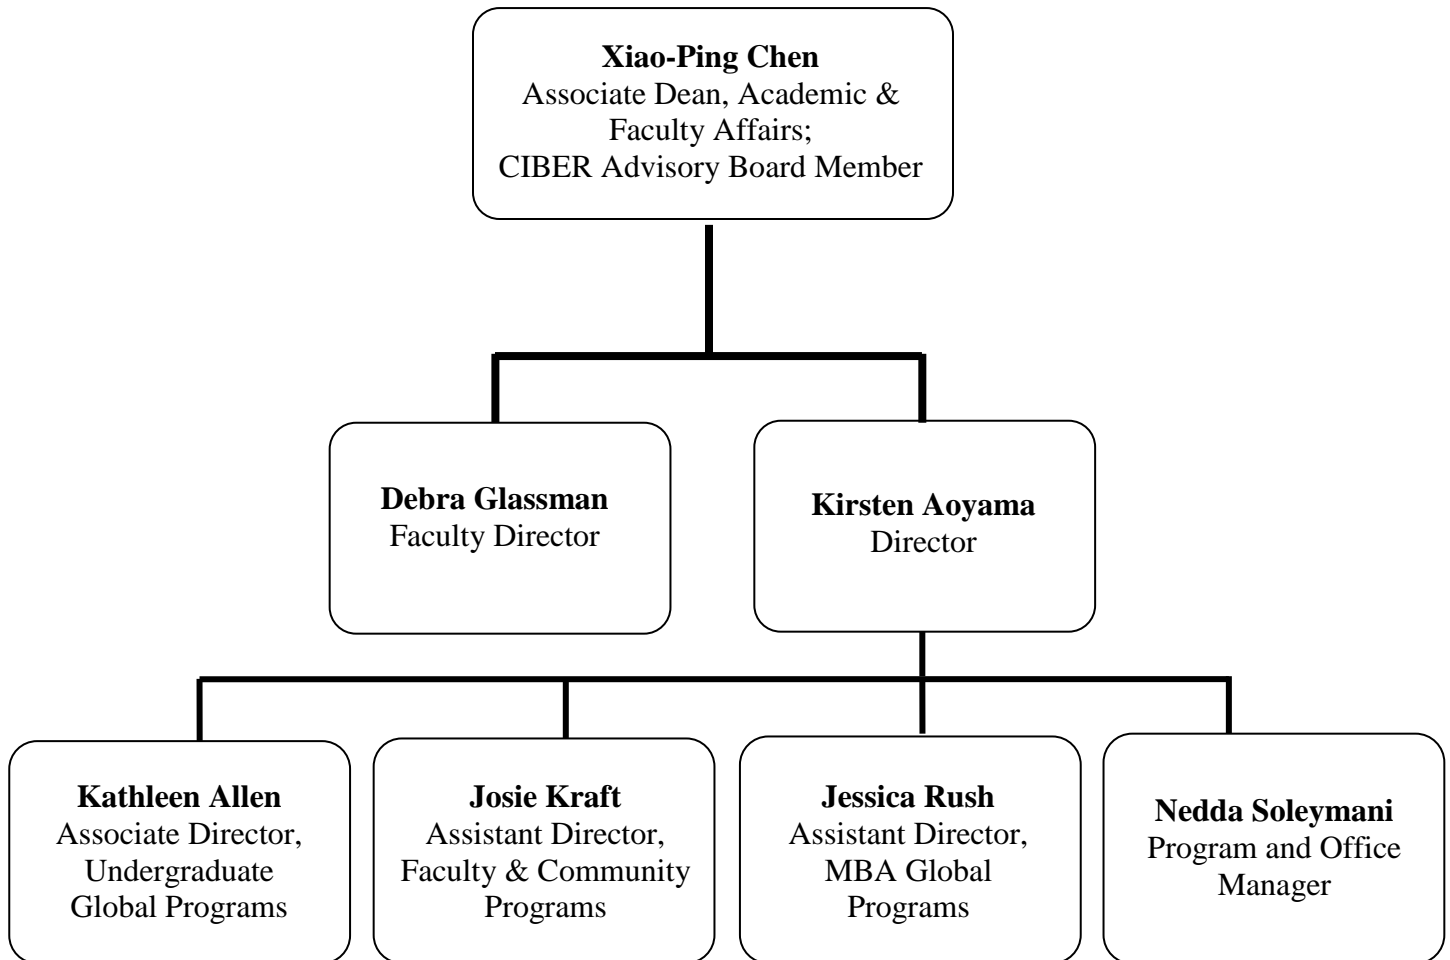 Xiao-Ping Chen
Associate Dean, Academic &
Faculty Affairs;
CIBER Advisory Board Member
Debra Glassman
Faculty Director
Kirsten Aoyama
Director
Kathleen Allen
Associate Director,
Undergraduate
Global Programs
Josie Kraft
Assistant Director,
Faculty & Community
Programs
Jessica Rush
Assistant Director,
MBA Global
Programs
Nedda Soleymani
Program and Office
Manager